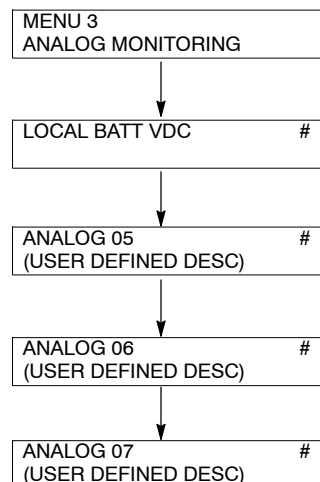 MENU 3
ANALOG MONITORING
LOCAL BATT VDC #
ANALOG 05 #
(USER DEFINED DESC)
ANALOG 06 #
(USER DEFINED DESC)
ANALOG 07 #
(USER DEFINED DESC)